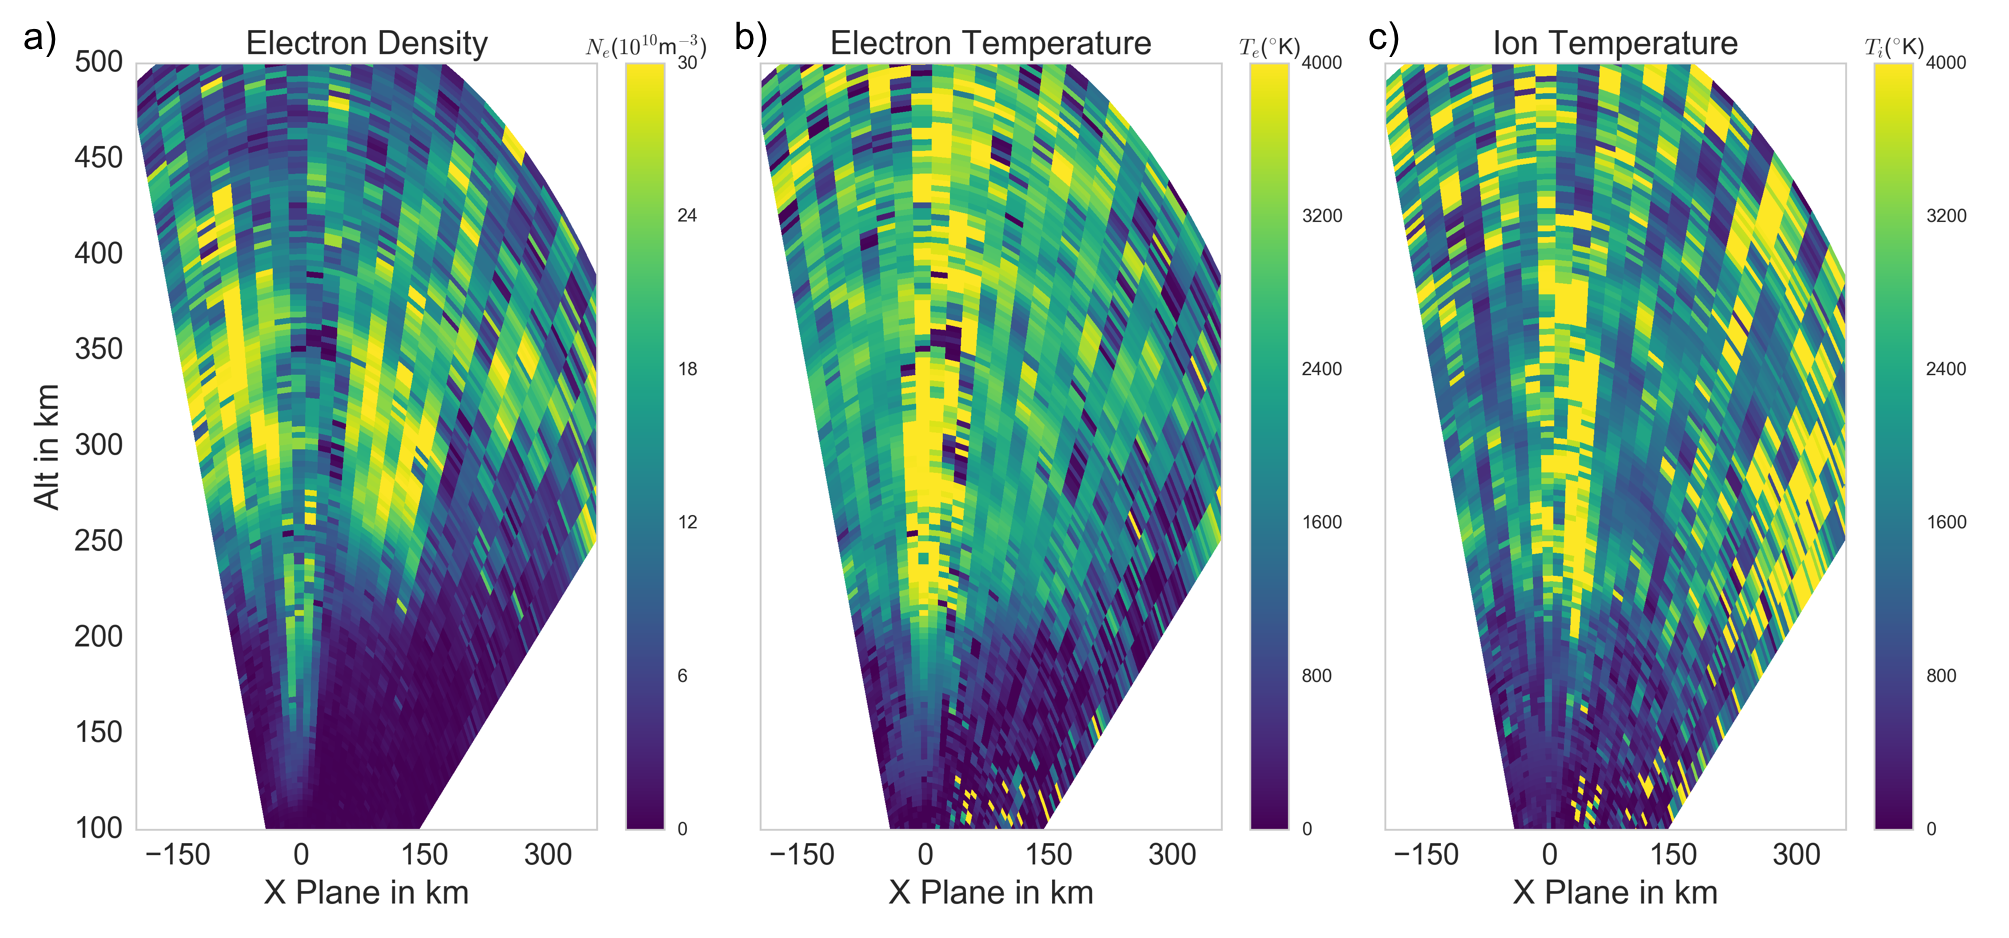 a) Electron Density N_e(10^10 m^−3)
b) Electron Temperature T_e(°K)
c) Ion Temperature T_i(°K)
500
450
400
350
300
250
200
150
100
Alt in km
30
24
18
12
6
0
4000
3200
2400
1600
800
0
4000
3200
2400
1600
800
0
−150 0 150 300
−150 0 150 300
−150 0 150 300
X Plane in km
X Plane in km
X Plane in km